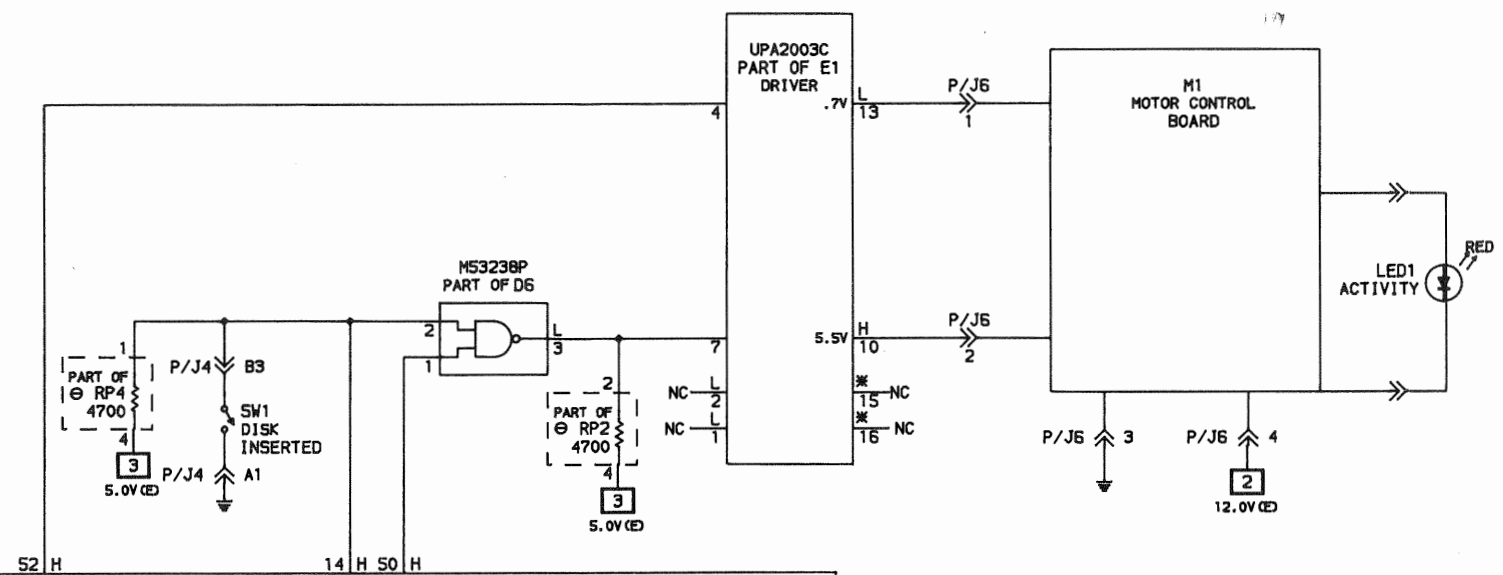 UPA2003C
PART OF E1
DRIVER
.7V
L
13
4
P/J6
1
M1
MOTOR CONTROL
BOARD
RED
LED1
ACTIVITY
M53238P
PART OF D6
2
1
L
3
7
5.5V
H
10
P/J6
2
1
PART OF
⊖ RP4
4700
4
3
5.0V(E)
P/J4 B3
SW1
DISK
INSERTED
P/J4 A1
2
PART OF
⊖ RP2
4700
4
3
5.0V(E)
NC L
2
NC L
1
※
15 NC
※
16 NC
P/J6 3
P/J6 4
2
12.0V(E)
52 H
14 H
50 H